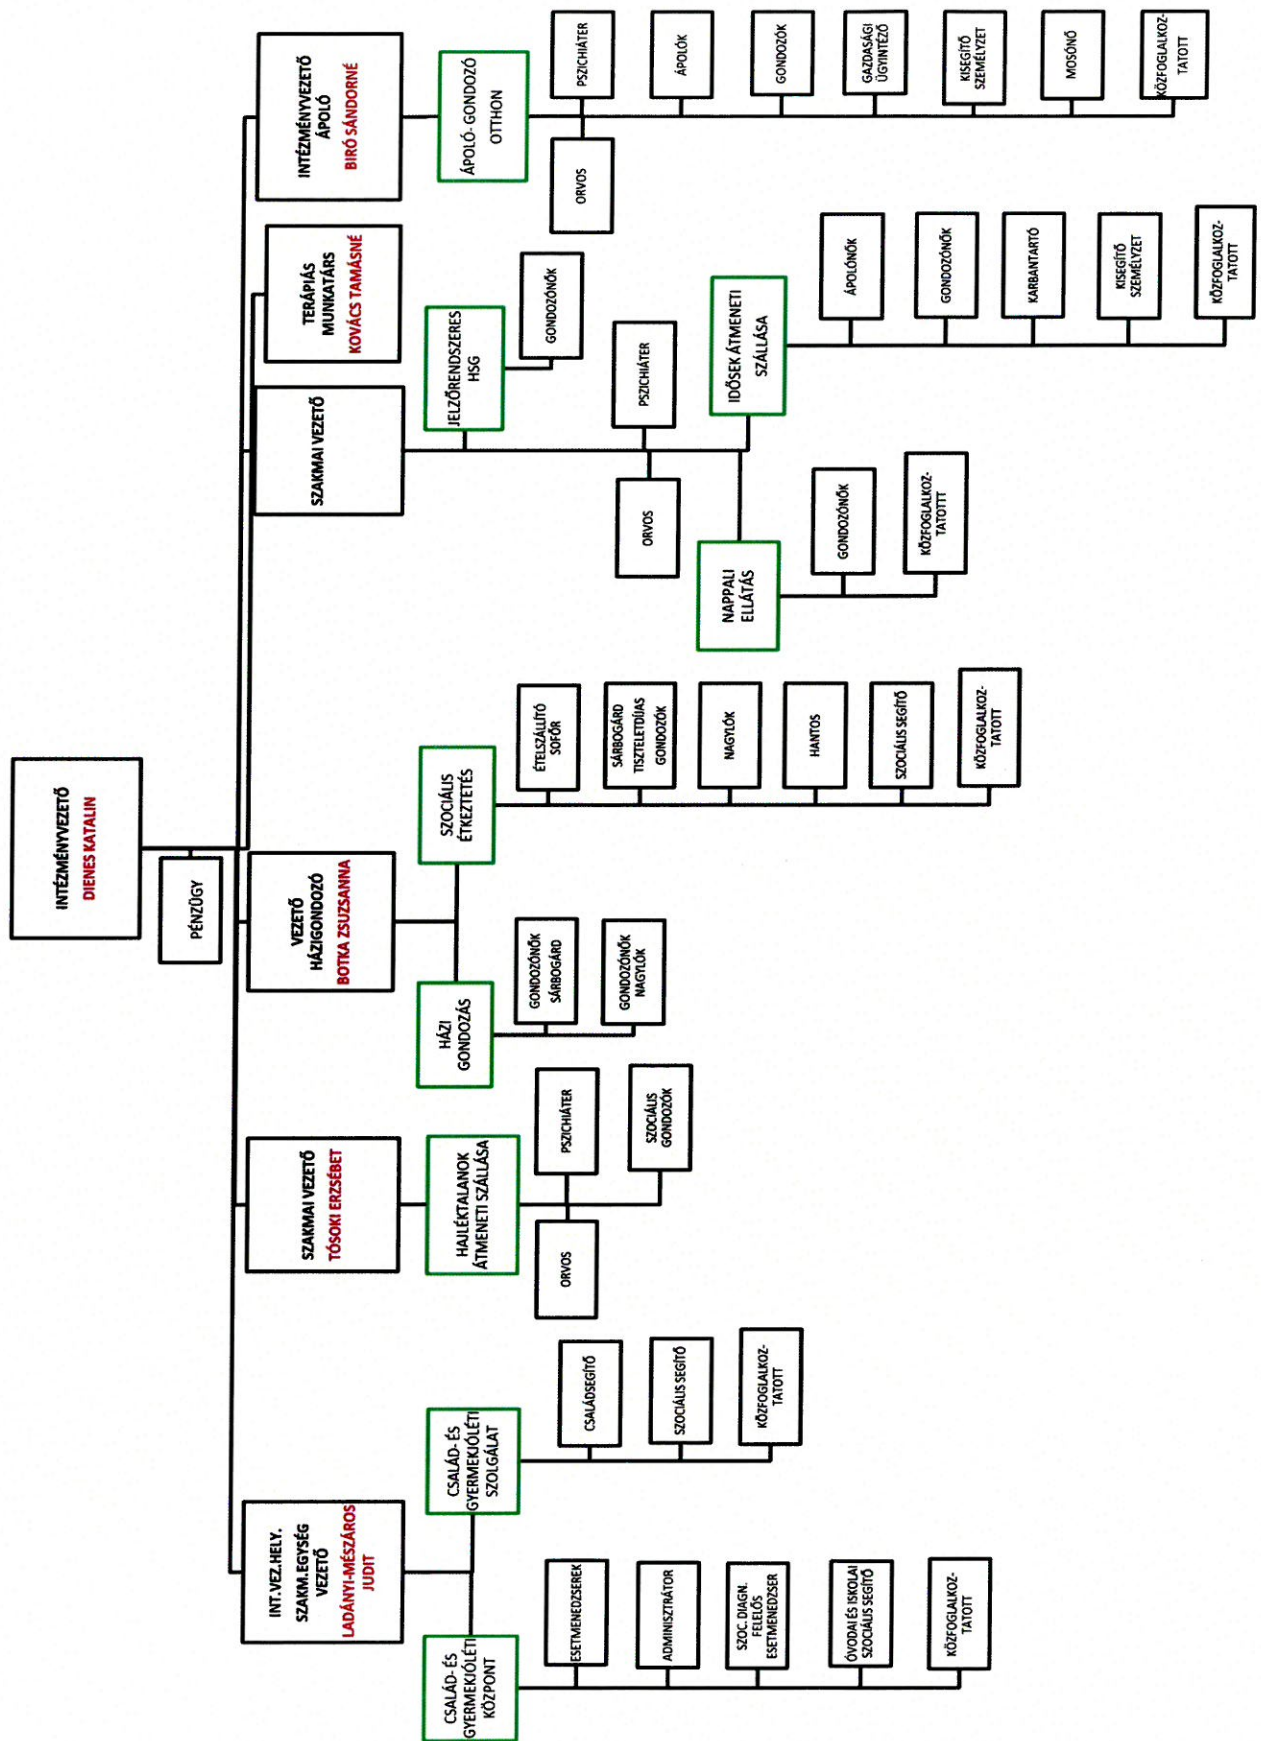 INTÉZMÉNYVEZETŐ
DIENES KATALIN
PÉNZÜGY
INT.VEZ.HELY.
SZAKM.EGYSÉG
VEZETŐ
LADÁNYI-MÉSZÁROS
JUDIT
CSALÁD- ÉS
GYERMEKJÓLÉTI
KÖZPONT
ESETMENEDZSEREK
ADMINISZTRÁTOR
SZOC. DIAGN.
FELELŐS
ESETMENEDZSER
ÓVODAI ÉS ISKOLAI
SZOCIÁLIS SEGÍTŐ
KÖZFOGLALKOZ-
TATOTT
CSALÁD- ÉS
GYERMEKJÓLÉTI
SZOLGÁLAT
CSALÁDSEGÍTŐ
SZOCIÁLIS SEGÍTŐ
KÖZFOGLALKOZ-
TATOTT
SZAKMAI VEZETŐ
TÓSOKI ERZSÉBET
HAJLÉKTALANOK
ÁTMENETI SZÁLLÁSA
ORVOS
PSZICHIÁTER
SZOCIÁLIS
GONDOZÓK
VEZETŐ
HÁZIGONDOZÓ
BOTKA ZSUZSANNA
HÁZI
GONDOZÁS
GONDOZÓNŐK
SÁRBOGÁRD
GONDOZÓNŐK
NAGYLÓK
SZOCIÁLIS
ÉTKEZTETÉS
ÉTELSZÁLLÍTÓ
SOFŐR
SÁRBOGÁRD
TISZTELETDÍJAS
GONDOZÓK
NAGYLÓK
HANTOS
SZOCIÁLIS SEGÍTŐ
KÖZFOGLALKOZ-
TATOTT
SZAKMAI VEZETŐ
JELZŐRENDSZERES
HSG
GONDOZÓNŐK
ORVOS
PSZICHIÁTER
NAPPALI
ELLÁTÁS
GONDOZÓNŐK
KÖZFOGLALKOZ-
TATOTTT
IDŐSEK ÁTMENETI
SZÁLLÁSA
ÁPOLÓNŐK
GONDOZÓNŐK
KARBANTARTÓ
KISEGÍTŐ
SZEMÉLYZET
KÖZFOGLALKOZ-
TATOTT
TERÁPIÁS
MUNKATÁRS
KOVÁCS TAMÁSNÉ
INTÉZMÉNYVEZETŐ
ÁPOLÓ
BIRÓ SÁNDORNÉ
ÁPOLÓ- GONDOZÓ
OTTHON
ORVOS
PSZICHIÁTER
ÁPOLÓK
GONDOZÓK
GAZDASÁGI
ÜGYINTÉZŐ
KISEGÍTŐ
SZEMÉLYZET
MOSÓNŐ
KÖZFOGLALKOZ-
TATOTT